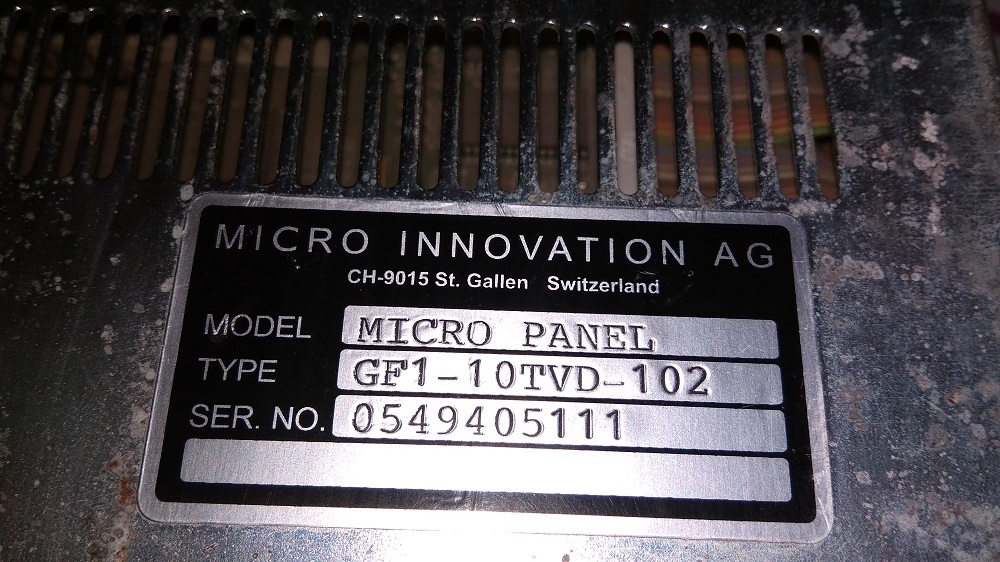 MICRO INNOVATION AG
CH-9015 St. Gallen Switzerland
MODEL MICRO PANEL
TYPE GF1-10TVD-102
SER. NO. 0549405111